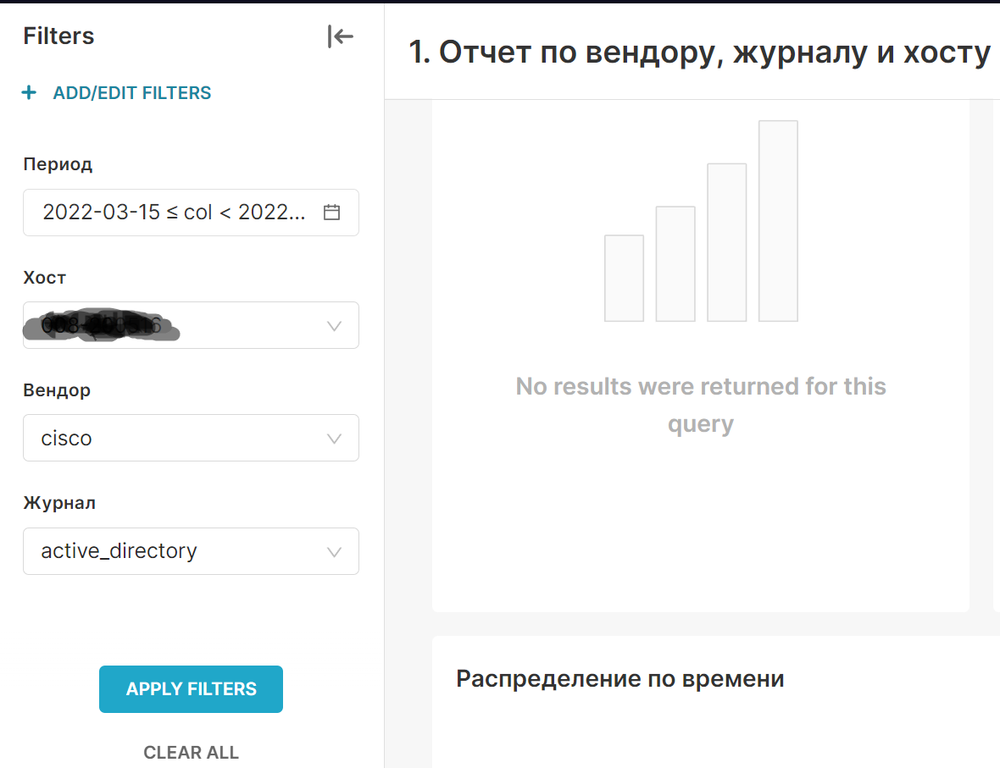 Filters
ADD/EDIT FILTERS
Период
2022-03-15 ≤ col < 2022...
Хост
Вендор
cisco
Журнал
active_directory
APPLY FILTERS
CLEAR ALL
1. Отчет по вендору, журналу и хосту
No results were returned for this
query
Распределение по времени